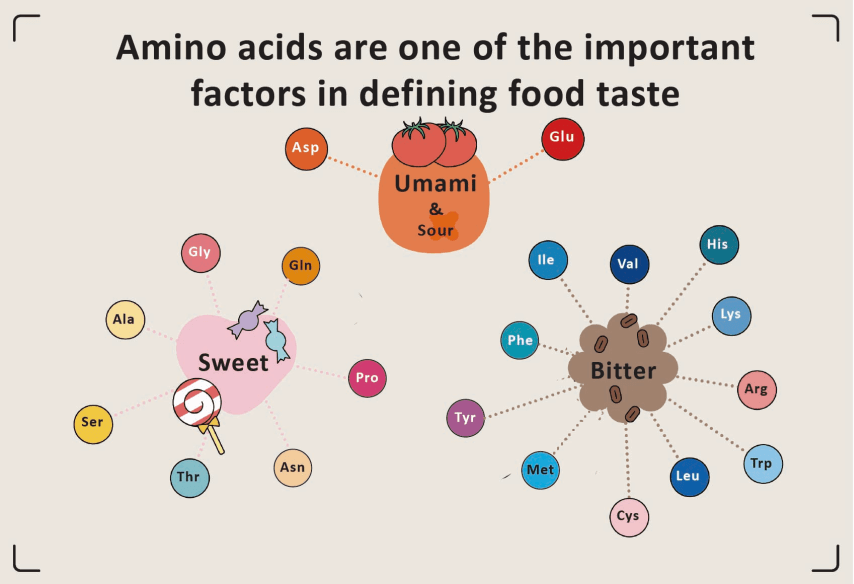 Amino acids are one of the important
factors in defining food taste
Asp
Glu
Umami
&
Sour
Gly
Gln
Ala
Sweet
Pro
Ser
Thr
Asn
Ile
Val
His
Lys
Phe
Bitter
Arg
Tyr
Met
Leu
Trp
Cys